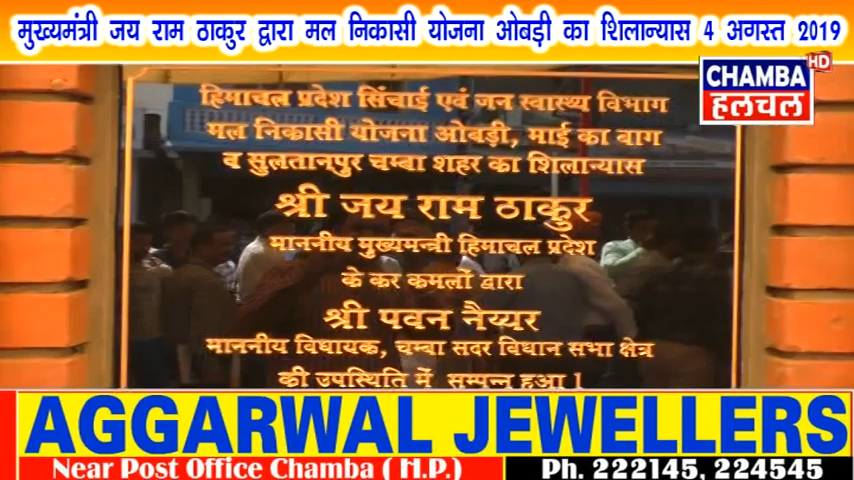 मुख्यमंत्री जय राम ठाकुर द्वारा मल निकासी योजना ओबड़ी का शिलान्यास 4 अगस्त 2019
CHAMBA HD
हलचल
हिमाचल प्रदेश सिंचाई एवं जन स्वास्थ्य विभाग
मल निकासी योजना ओबड़ी, माई का बाग
व सुलतानपुर चम्बा शहर का शिलान्यास
श्री जय राम ठाकुर
माननीय मुख्यमन्त्री हिमाचल प्रदेश
के कर कमलों द्वारा
श्री पवन नैय्यर
माननीय विधायक, चम्बा सदर विधान सभा क्षेत्र
की उपस्थिति में सम्पन्न हुआ।
AGGARWAL JEWELLERS
Near Post Office Chamba ( H.P.) Ph. 222145, 224545